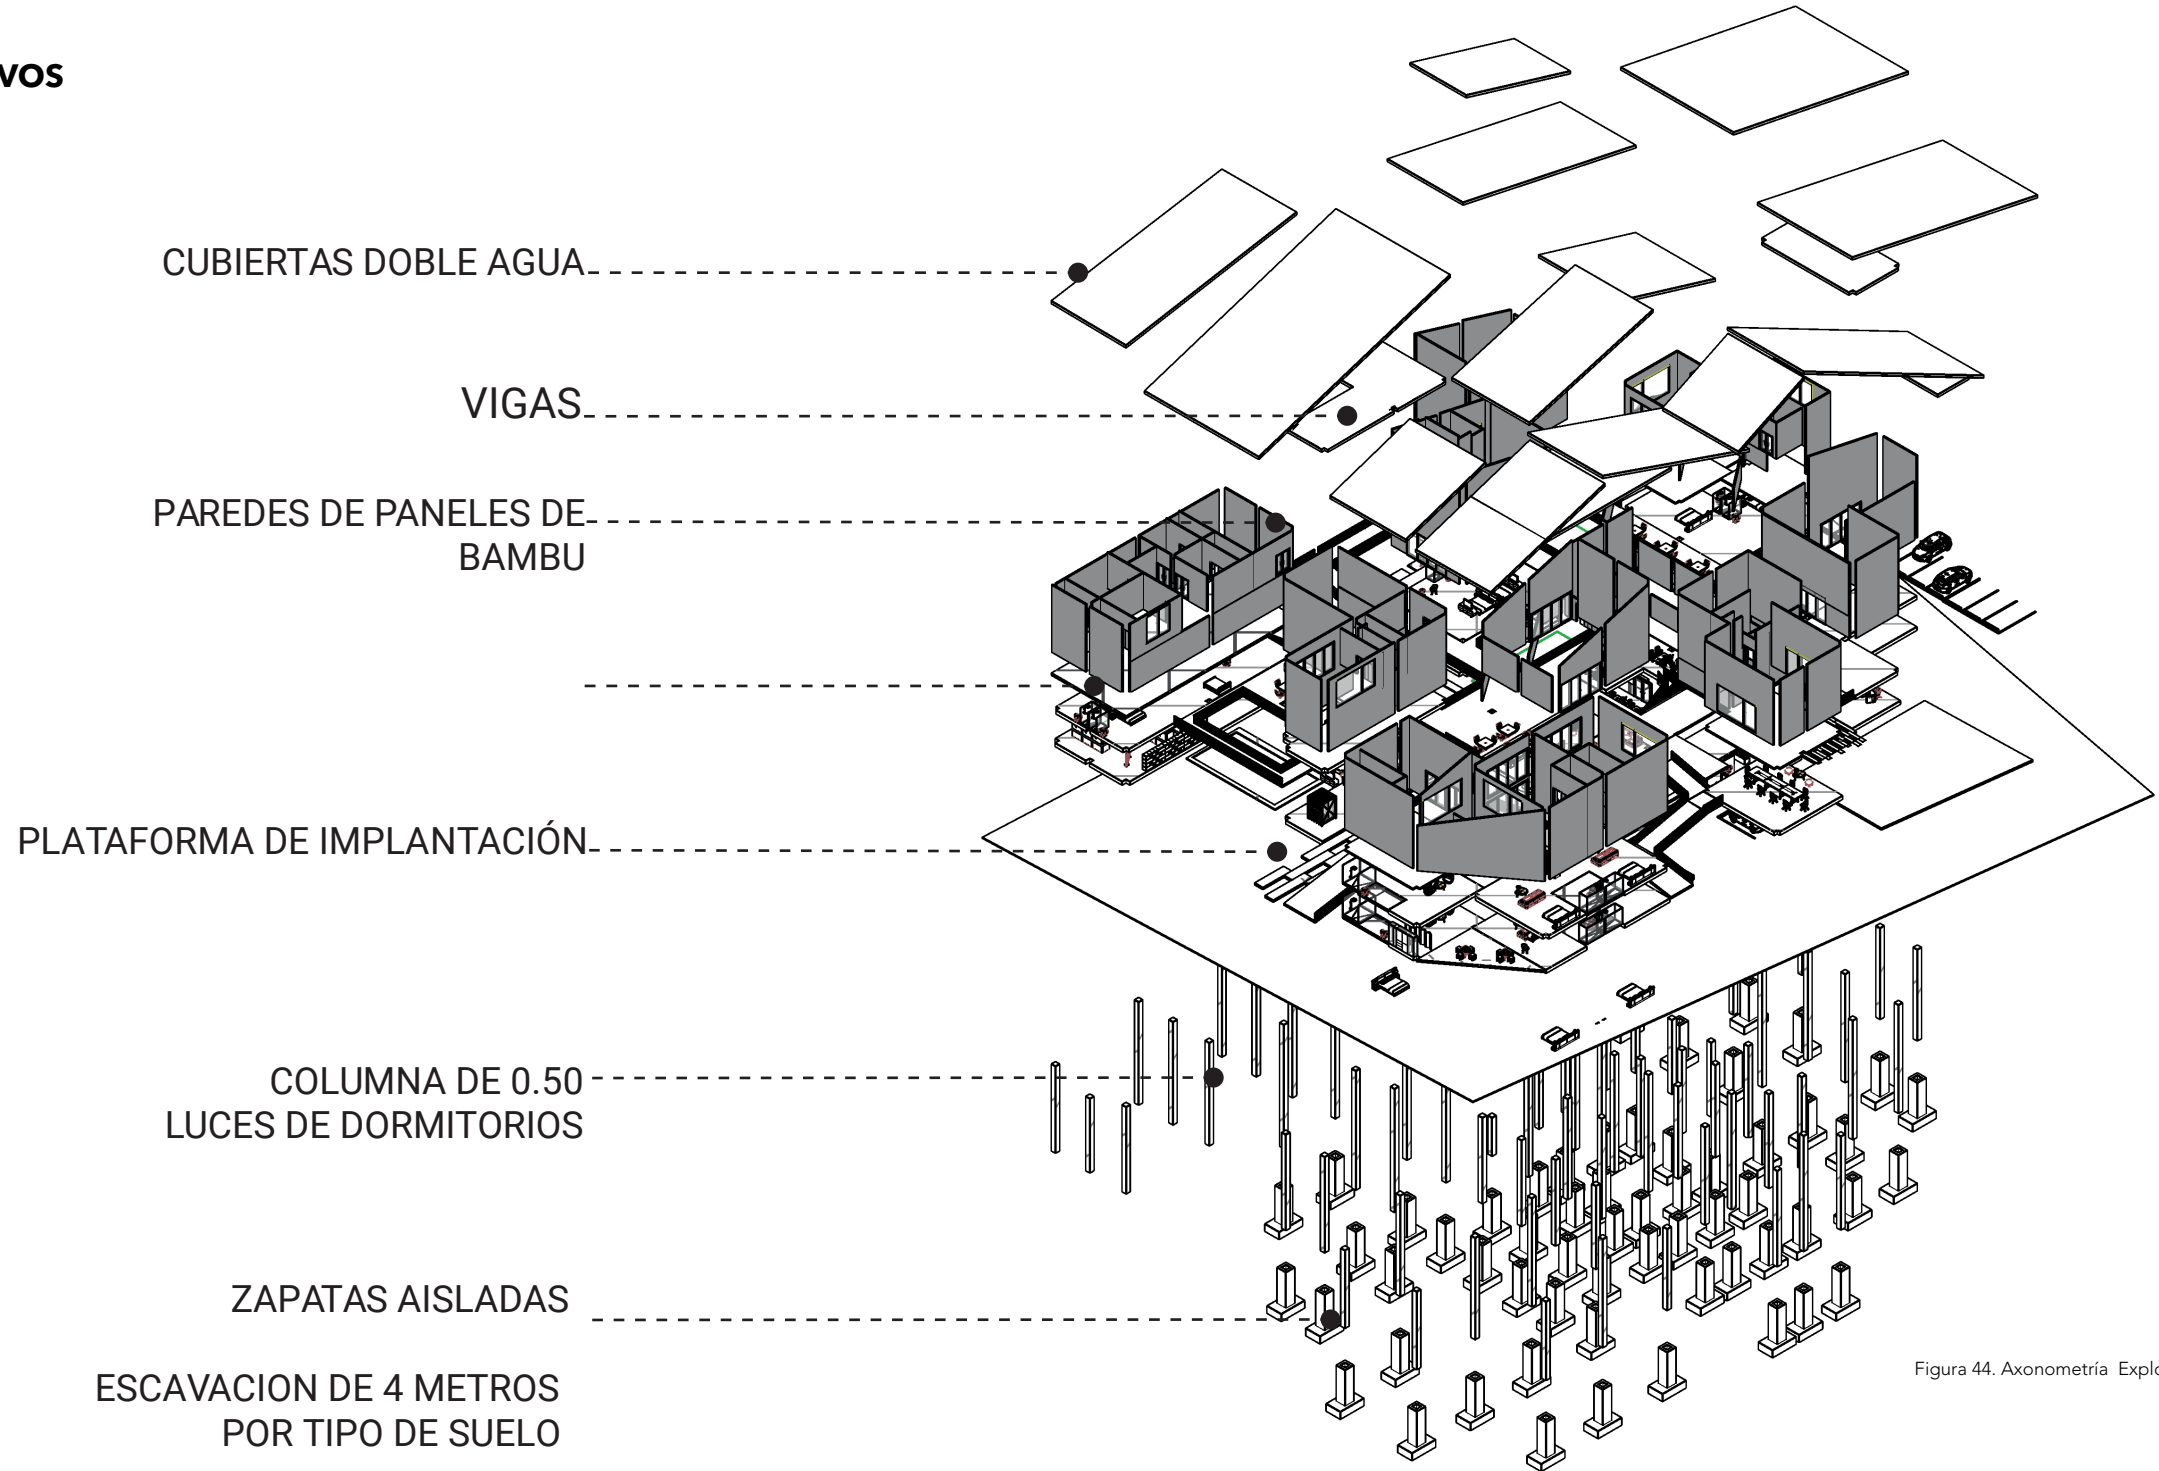 vos
CUBIERTAS DOBLE AGUA
VIGAS
PAREDES DE PANELES DE
BAMBU
PLATAFORMA DE IMPLANTACIÓN
COLUMNA DE 0.50
LUCES DE DORMITORIOS
ZAPATAS AISLADAS
ESCAVACION DE 4 METROS
POR TIPO DE SUELO
Figura 44. Axonometría Explo